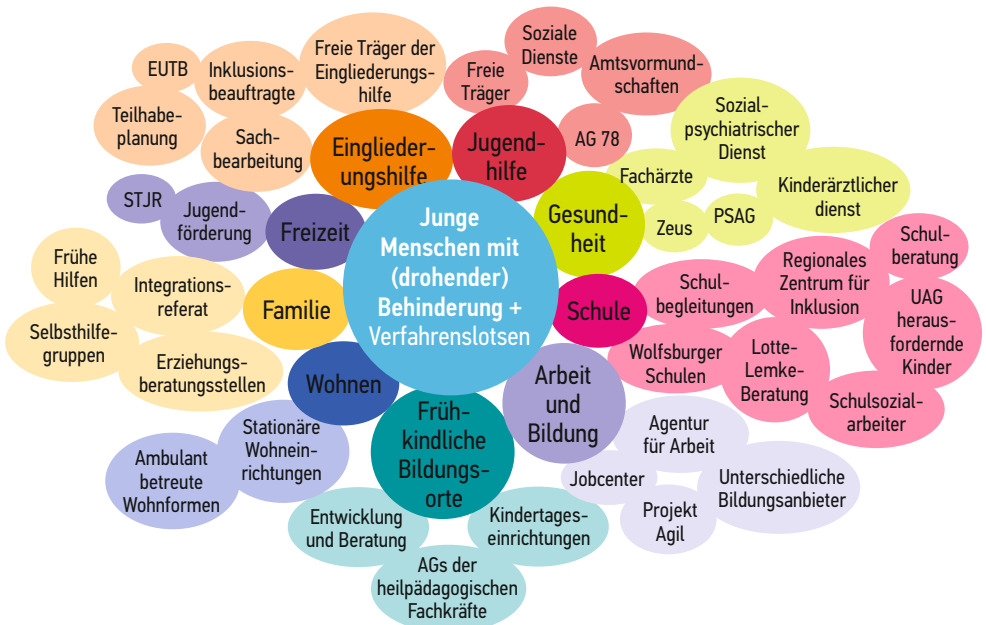 Junge
Menschen mit
(drohender)
Behinderung +
Verfahrenslotsen
Eingliede-
rungshilfe
Freie Träger der
Eingliederungs-
hilfe
Inklusions-
beauftragte
EUTB
Teilhabe-
planung
Sach-
bearbeitung
Jugend-
hilfe
Freie
Träger
Soziale
Dienste
Amtsvormund-
schaften
AG 78
Gesund-
heit
Fachärzte
Sozial-
psychiatrischer
Dienst
Zeus
PSAG
Kinderärztlicher
dienst
Schule
Schul-
begleitungen
Regionales
Zentrum für
Inklusion
Schul-
beratung
UAG
heraus-
fordernde
Kinder
Wolfsburger
Schulen
Lotte-
Lemke-
Beratung
Schulsozial-
arbeiter
Arbeit
und
Bildung
Agentur
für Arbeit
Jobcenter
Projekt
Agil
Unterschiedliche
Bildungsanbieter
Früh-
kindliche
Bildungs-
orte
Entwicklung
und Beratung
AGs der
heilpädagogischen
Fachkräfte
Kindertages-
einrichtungen
Wohnen
Stationäre
Wohnein-
richtungen
Ambulant
betreute
Wohnformen
Familie
Integrations-
referat
Frühe
Hilfen
Selbsthilfe-
gruppen
Erziehungs-
beratungsstellen
Freizeit
Jugend-
förderung
STJR